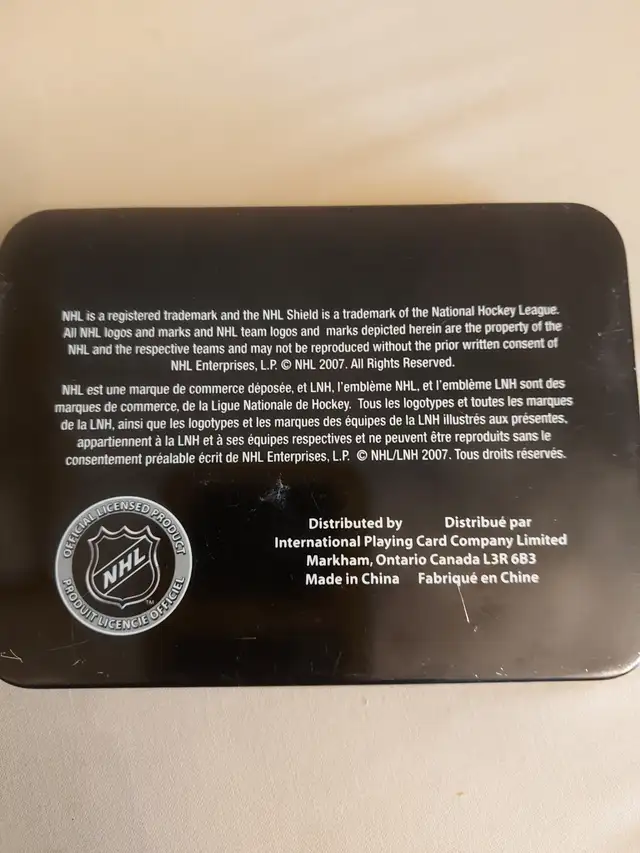 NHL is a registered trademark and the NHL Shield is a trademark of the National Hockey League.
All NHL logos and marks and NHL team logos and marks depicted herein are the property of the
NHL and the respective teams and may not be reproduced without the prior written consent of
NHL Enterprises, L.P. © NHL 2007. All Rights Reserved.
NHL est une marque de commerce déposée, et LNH, l'emblème NHL, et l'emblème LNH sont des
marques de commerce, de la Ligue Nationale de Hockey. Tous les logotypes et toutes les marques
de la LNH, ainsi que les logotypes et les marques des équipes de la LNH illustrés aux présentes,
appartiennent à la LNH et à ses équipes respectives et ne peuvent être reproduits sans le
consentement préalable écrit de NHL Enterprises, L.P. © NHL/LNH 2007. Tous droits réservés.
OFFICIAL LICENSED PRODUCT
NHL
TM
PRODUIT LICENCIE OFFICIEL
Distributed by Distribué par
International Playing Card Company Limited
Markham, Ontario Canada L3R 6B3
Made in China Fabriqué en Chine